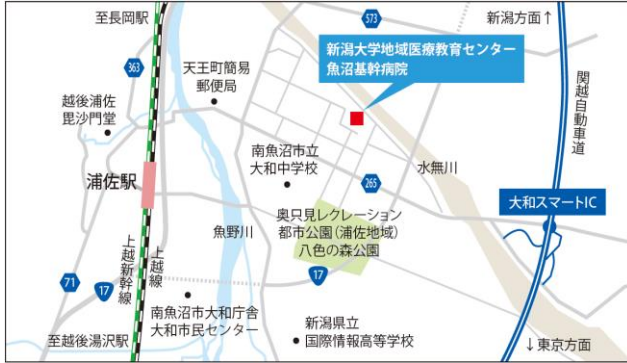 至長岡駅
573
新潟方面↑
新潟大学地域医療教育センター
魚沼基幹病院
363
天王町簡易
郵便局
越後浦佐
毘沙門堂
関越自動車道
南魚沼市立
大和中学校
水無川
265
浦佐駅
大和スマートIC
奥只見レクレーション
都市公園(浦佐地域)
八色の森公園
魚野川
上越新幹線
上越線
17
71
17
南魚沼市大和庁舎
大和市民センター
新潟県立
国際情報高等学校
至越後湯沢駅
↓東京方面